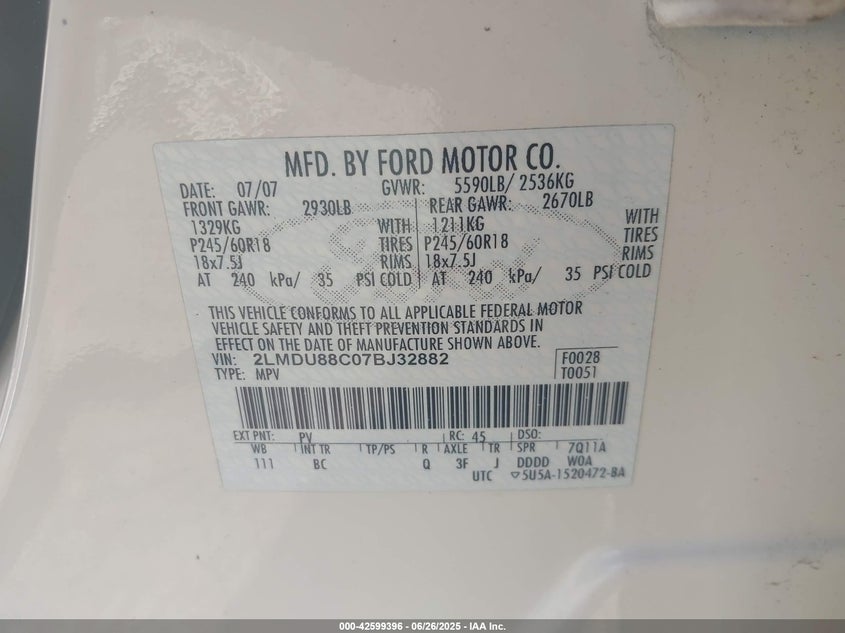 MFD. BY FORD MOTOR CO.
DATE: 07/07 GVWR: 5590LB/ 2536KG
FRONT GAWR: 2930LB REAR GAWR: 2670LB
1329KG WITH 1211KG WITH
P245/60R18 TIRES P245/60R18 TIRES
18x7.5J RIMS 18x7.5J RIMS
AT 240 kPa/ 35 PSI COLD AT 240 kPa/ 35 PSI COLD
THIS VEHICLE CONFORMS TO ALL APPLICABLE FEDERAL MOTOR
VEHICLE SAFETY AND THEFT PREVENTION STANDARDS IN
EFFECT ON THE DATE OF MANUFACTURE SHOWN ABOVE.
VIN: 2LMDU88C07BJ32882 F0028
TYPE: MPV T0051
EXT PNT: PV RC: 45 DSO:
WB INT TR TP/PS R AXLE TR SPR 7Q11A
111 BC Q 3F J DDDD W0A
UTC ▽5U5A-1520472-BA
000-42599396 - 06/26/2025 - IAA Inc.